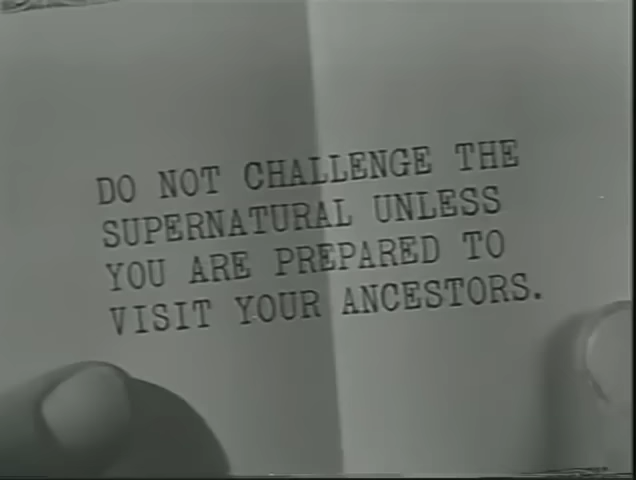 DO NOT CHALLENGE THE
SUPERNATURAL UNLESS
YOU ARE PREPARED TO
VISIT YOUR ANCESTORS.